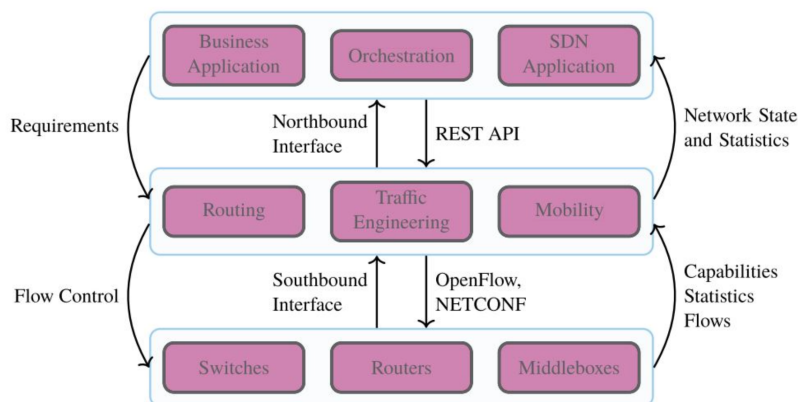 Business
Application
Orchestration
SDN
Application
Requirements
Northbound
Interface
REST API
Network State
and Statistics
Routing
Traffic
Engineering
Mobility
Flow Control
Southbound
Interface
OpenFlow,
NETCONF
Capabilities
Statistics
Flows
Switches
Routers
Middleboxes